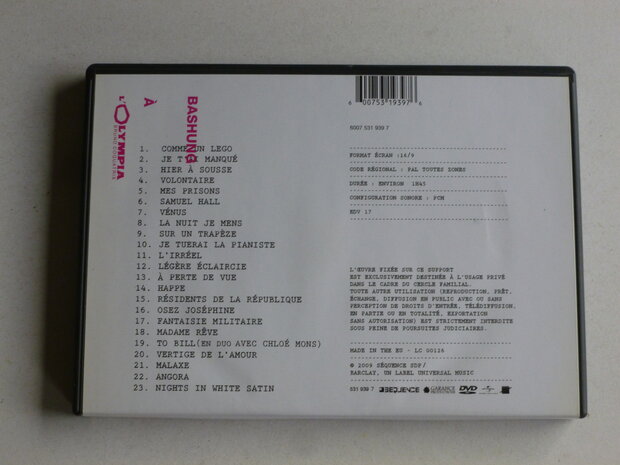 BASHUNG
À
L'OLYMPIA
BRUNO COQUATRIX
1. COMME UN LEGO
2. JE T'AI MANQUÉ
3. HIER À SOUSSE
4. VOLONTAIRE
5. MES PRISONS
6. SAMUEL HALL
7. VÉNUS
8. LA NUIT JE MENS
9. SUR UN TRAPÈZE
10. JE TUERAI LA PIANISTE
11. L'IRRÉEL
12. LÉGÈRE ÉCLAIRCIE
13. À PERTE DE VUE
14. HAPPE
15. RÉSIDENTS DE LA RÉPUBLIQUE
16. OSEZ JOSÉPHINE
17. FANTAISIE MILITAIRE
18. MADAME RÊVE
19. TO BILL(EN DUO AVEC CHLOÉ MONS)
20. VERTIGE DE L'AMOUR
21. MALAXE
22. ANGORA
23. NIGHTS IN WHITE SATIN
6 00753 19397 6
5007 531 939 7
FORMAT ÉCRAN :16/9
CODE RÉGIONAL : PAL TOUTES ZONES
DURÉE : ENVIRON 1H45
CONFIGURATION SONORE : PCM
EDV 17
L'ŒUVRE FIXÉE SUR CE SUPPORT
EST EXCLUSIVEMENT DESTINÉE À L'USAGE PRIVÉ
DANS LE CADRE DU CERCLE FAMILIAL.
TOUTE AUTRE UTILISATION (REPRODUCTION, PRÊT,
ÉCHANGE, DIFFUSION EN PUBLIC AVEC OU SANS
PERCEPTION DE DROITS D'ENTRÉE, TÉLÉDIFFUSION,
EN PARTIE OU EN TOTALITÉ, EXPORTATION
SANS AUTORISATION) EST STRICTEMENT INTERDITE
SOUS PEINE DE POURSUITES JUDICIAIRES.
MADE IN THE EU - LC 00126
© 2009 SÉQUENCE SDP/
BARCLAY, UN LABEL UNIVERSAL MUSIC
531 939 7 SEQUENCE GARANCE DVD